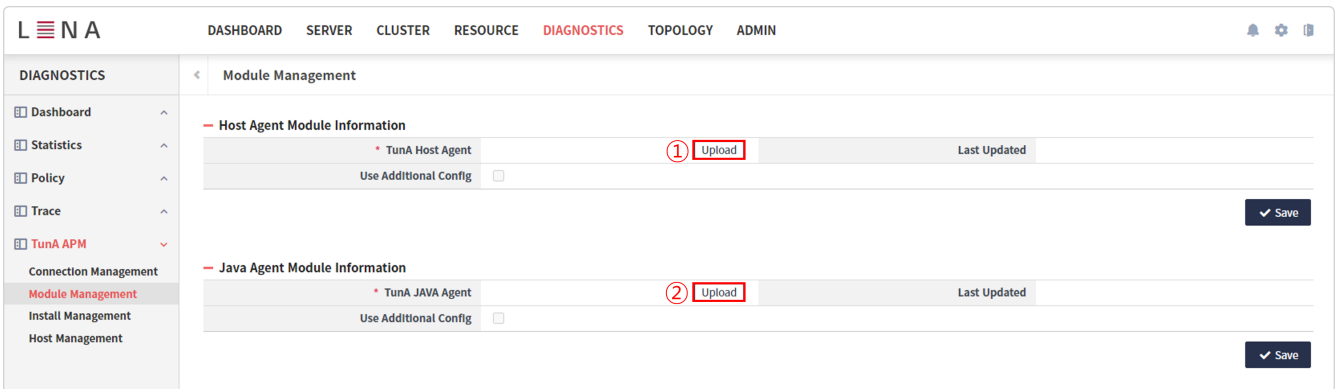 LENA DASHBOARD SERVER CLUSTER RESOURCE DIAGNOSTICS TOPOLOGY ADMIN
DIAGNOSTICS
Module Management
Dashboard
Statistics
Policy
Trace
TunA APM
Connection Management
Module Management
Install Management
Host Management
Host Agent Module Information
* TunA Host Agent ① Upload Last Updated
Use Additional Config
Save
Java Agent Module Information
* TunA JAVA Agent ② Upload Last Updated
Use Additional Config
Save